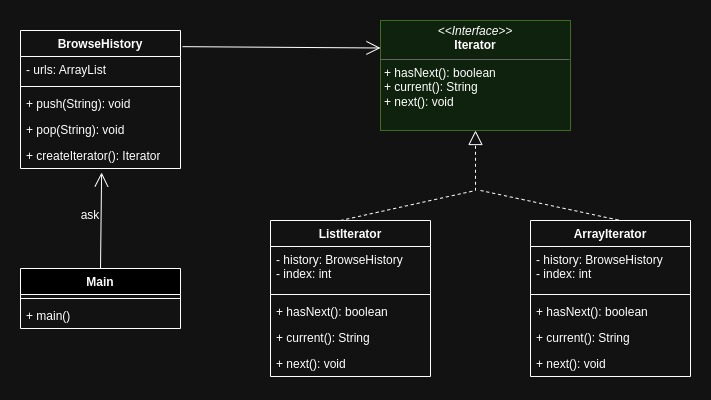 BrowseHistory
- urls: ArrayList
+ push(String): void
+ pop(String): void
+ createIterator(): Iterator
<<Interface>>
Iterator
+ hasNext(): boolean
+ current(): String
+ next(): void
ask
Main
+ main()
ListIterator
- history: BrowseHistory
- index: int
+ hasNext(): boolean
+ current(): String
+ next(): void
ArrayIterator
- history: BrowseHistory
- index: int
+ hasNext(): boolean
+ current(): String
+ next(): void